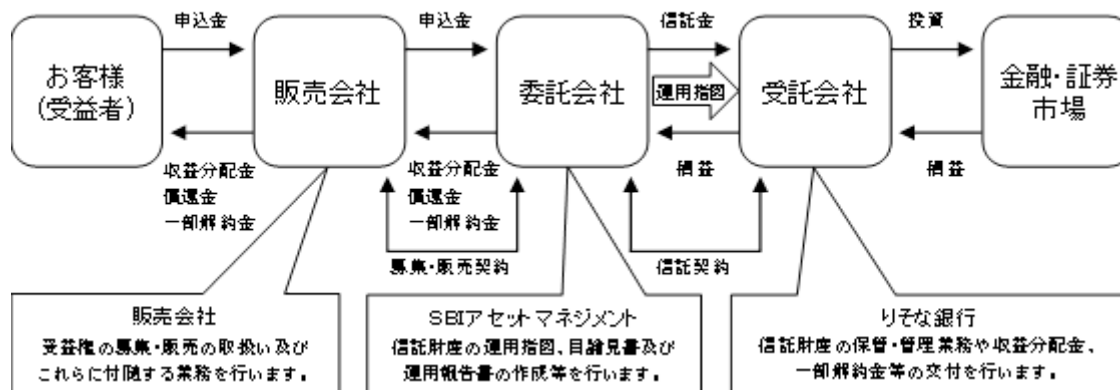 申込金
申込金
信託金
投資
お客様
(受益者)
販売会社
委託会社
運用指図
受託会社
金融・証券
市場
収益分配金
償還金
一部解約金
収益分配金
償還金
一部解約金
損益
損益
募集・販売契約
信託契約
販売会社
受益権の募集・販売の取扱い及び
これらに付随する業務を行います。
SBIアセットマネジメント
信託財産の運用指図、目論見書及び
運用報告書の作成等を行います。
りそな銀行
信託財産の保管・管理業務や収益分配金、
一部解約金等の交付を行います。